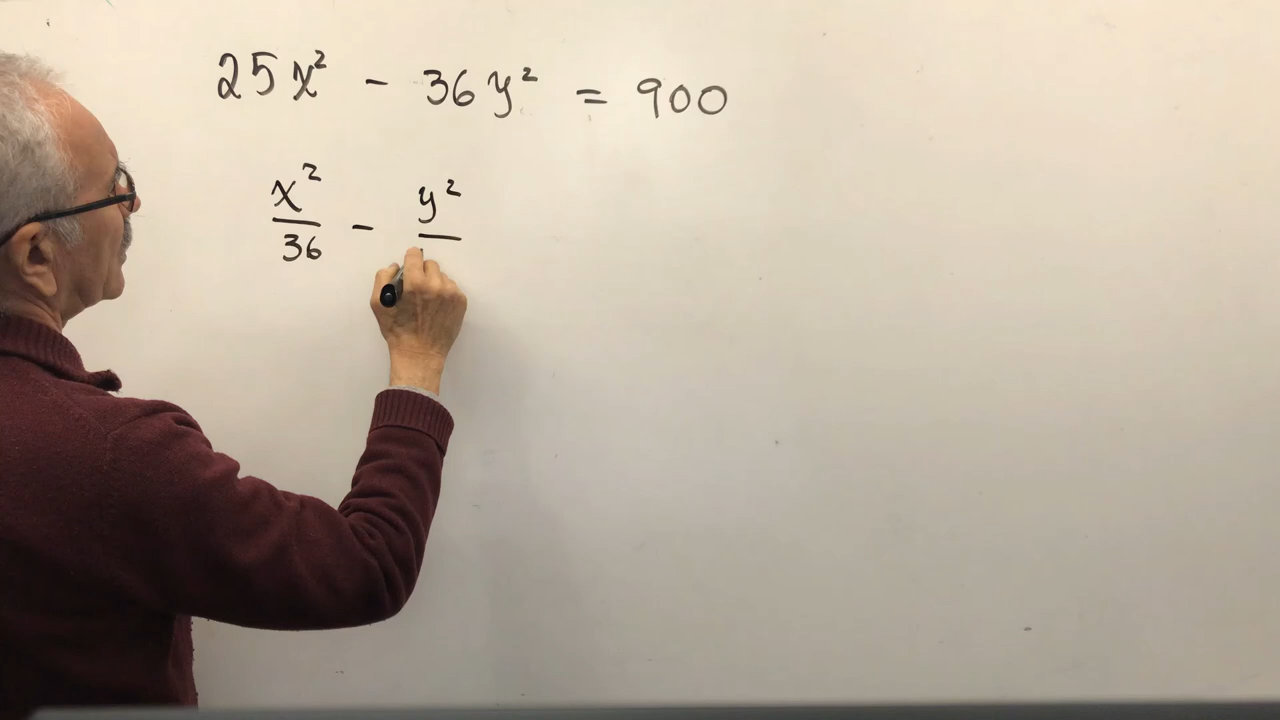 25x² - 36y² = 900
x²/36 - y²/